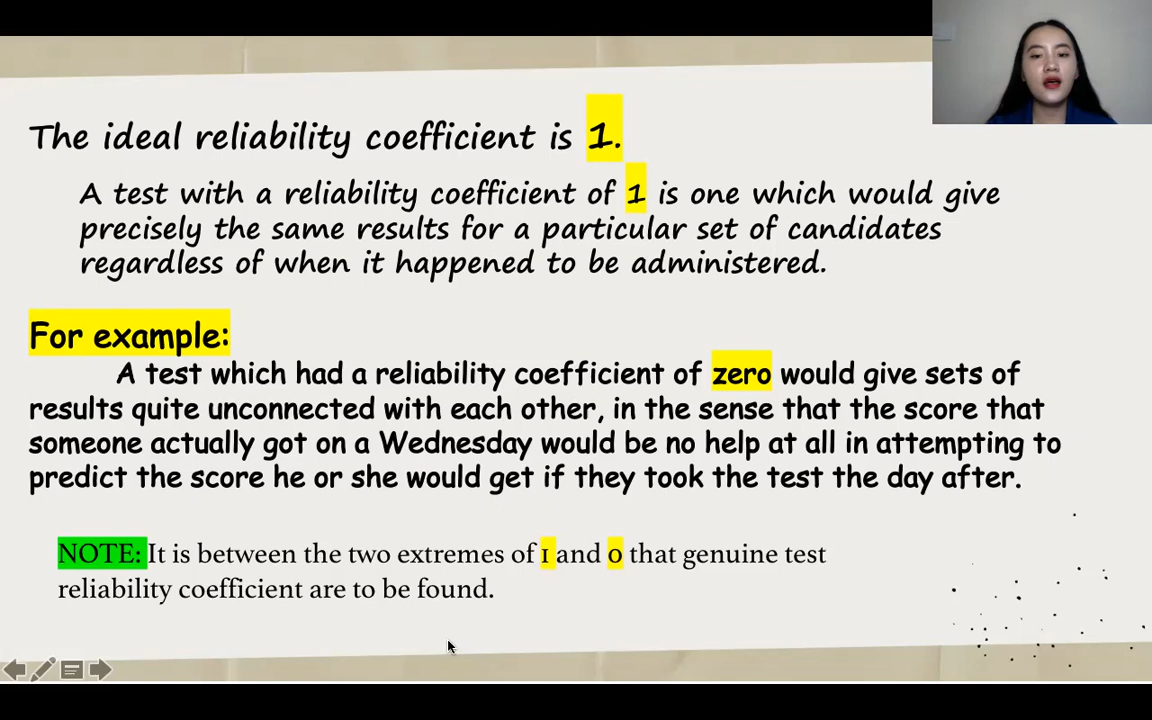 The ideal reliability coefficient is 1.
A test with a reliability coefficient of 1 is one which would give
precisely the same results for a particular set of candidates
regardless of when it happened to be administered.
For example:
A test which had a reliability coefficient of zero would give sets of
results quite unconnected with each other, in the sense that the score that
someone actually got on a Wednesday would be no help at all in attempting to
predict the score he or she would get if they took the test the day after.
NOTE: It is between the two extremes of 1 and 0 that genuine test
reliability coefficient are to be found.